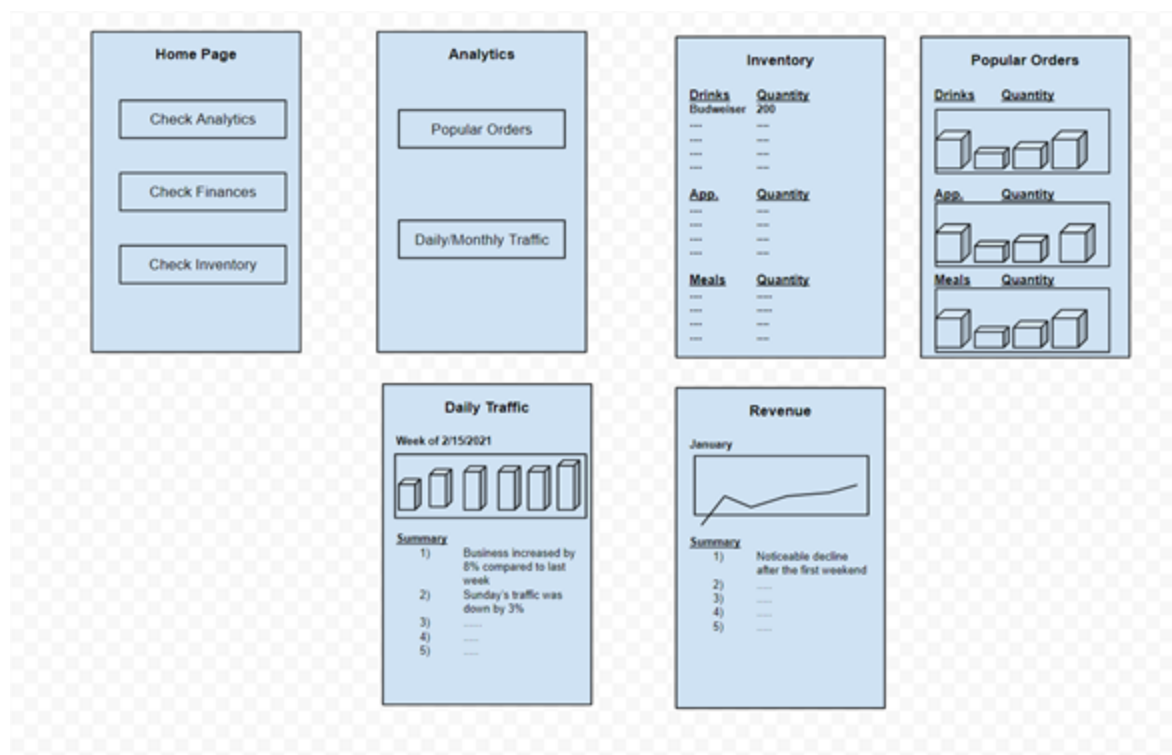 Home Page
Check Analytics
Check Finances
Check Inventory
Analytics
Popular Orders
Daily/Monthly Traffic
Inventory
Drinks Quantity
Budweiser 200
---- ----
---- ----
---- ----
---- ----
App. Quantity
---- ----
---- ----
---- ----
---- ----
Meals Quantity
---- ----
---- ----
---- ----
---- ----
Popular Orders
Drinks Quantity
App. Quantity
Meals Quantity
Daily Traffic
Week of 2/15/2021
Summary
1) Business increased by
8% compared to last
week
2) Sunday's traffic was
down by 3%
3) ......
4) .....
5) .....
Revenue
January
Summary
1) Noticeable decline
after the first weekend
2) .....
3) .....
4) .....
5) .....